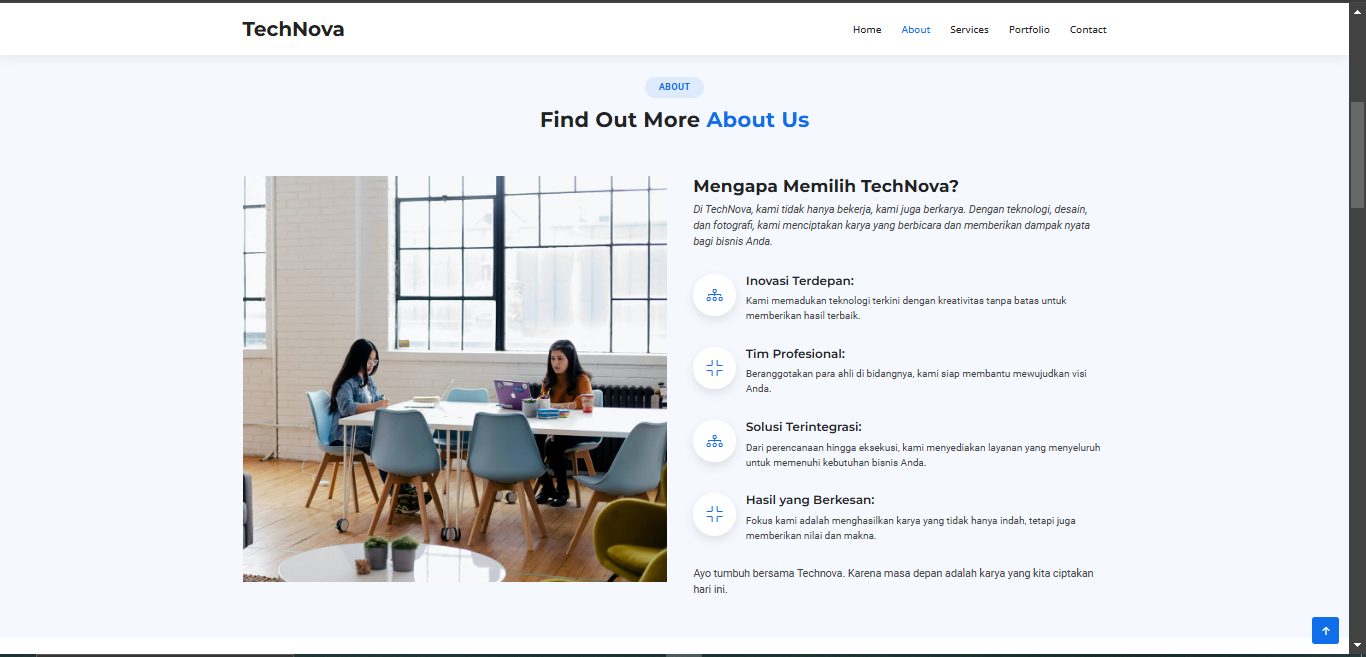 TechNova
Home About Services Portfolio Contact
ABOUT
Find Out More About Us
Mengapa Memilih TechNova?
Di TechNova, kami tidak hanya bekerja, kami juga berkarya. Dengan teknologi, desain,
dan fotografi, kami menciptakan karya yang berbicara dan memberikan dampak nyata
bagi bisnis Anda.
Inovasi Terdepan:
Kami memadukan teknologi terkini dengan kreativitas tanpa batas untuk
memberikan hasil terbaik.
Tim Profesional:
Beranggotakan para ahli di bidangnya, kami siap membantu mewujudkan visi
Anda.
Solusi Terintegrasi:
Dari perencanaan hingga eksekusi, kami menyediakan layanan yang menyeluruh
untuk memenuhi kebutuhan bisnis Anda.
Hasil yang Berkesan:
Fokus kami adalah menghasilkan karya yang tidak hanya indah, tetapi juga
memberikan nilai dan makna.
Ayo tumbuh bersama Technova. Karena masa depan adalah karya yang kita ciptakan
hari ini.